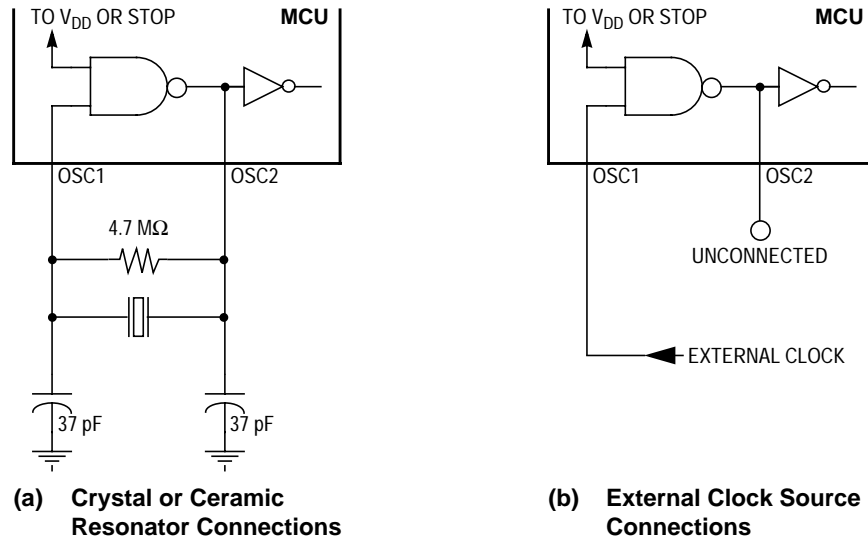 TO VDD OR STOP
MCU
OSC1
OSC2
4.7 MΩ
37 pF
37 pF
(a) Crystal or Ceramic
Resonator Connections
TO VDD OR STOP
MCU
OSC1
OSC2
UNCONNECTED
EXTERNAL CLOCK
(b) External Clock Source
Connections